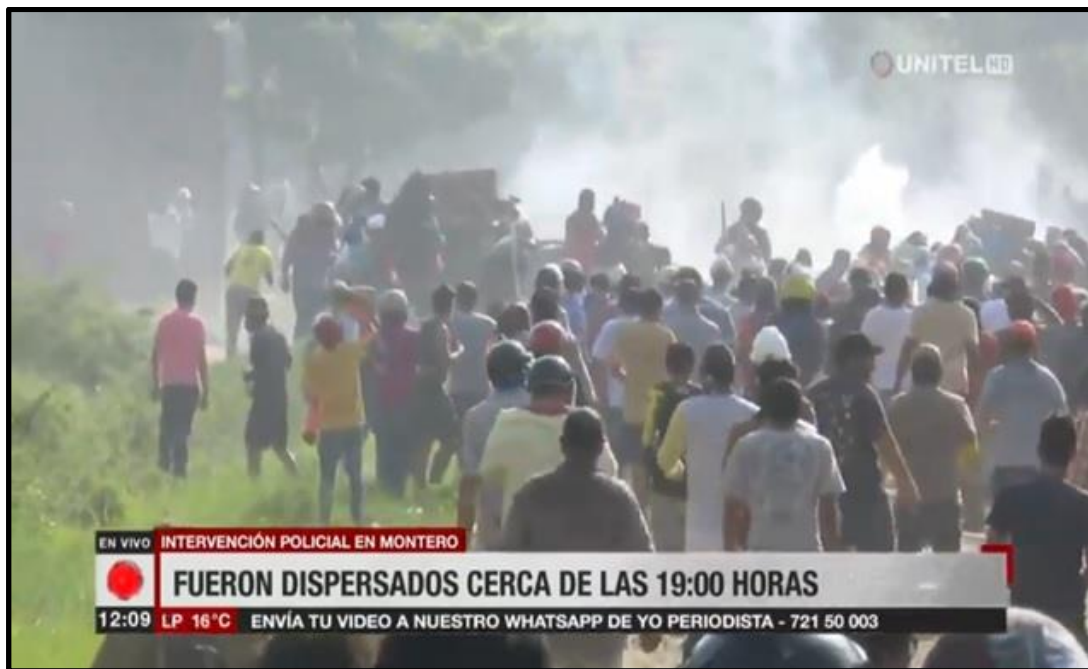 UNITEL HD
EN VIVO
INTERVENCIÓN POLICIAL EN MONTERO
FUERON DISPERSADOS CERCA DE LAS 19:00 HORAS
12:09 LP 16°C ENVÍA TU VIDEO A NUESTRO WHATSAPP DE YO PERIODISTA - 721 50 003